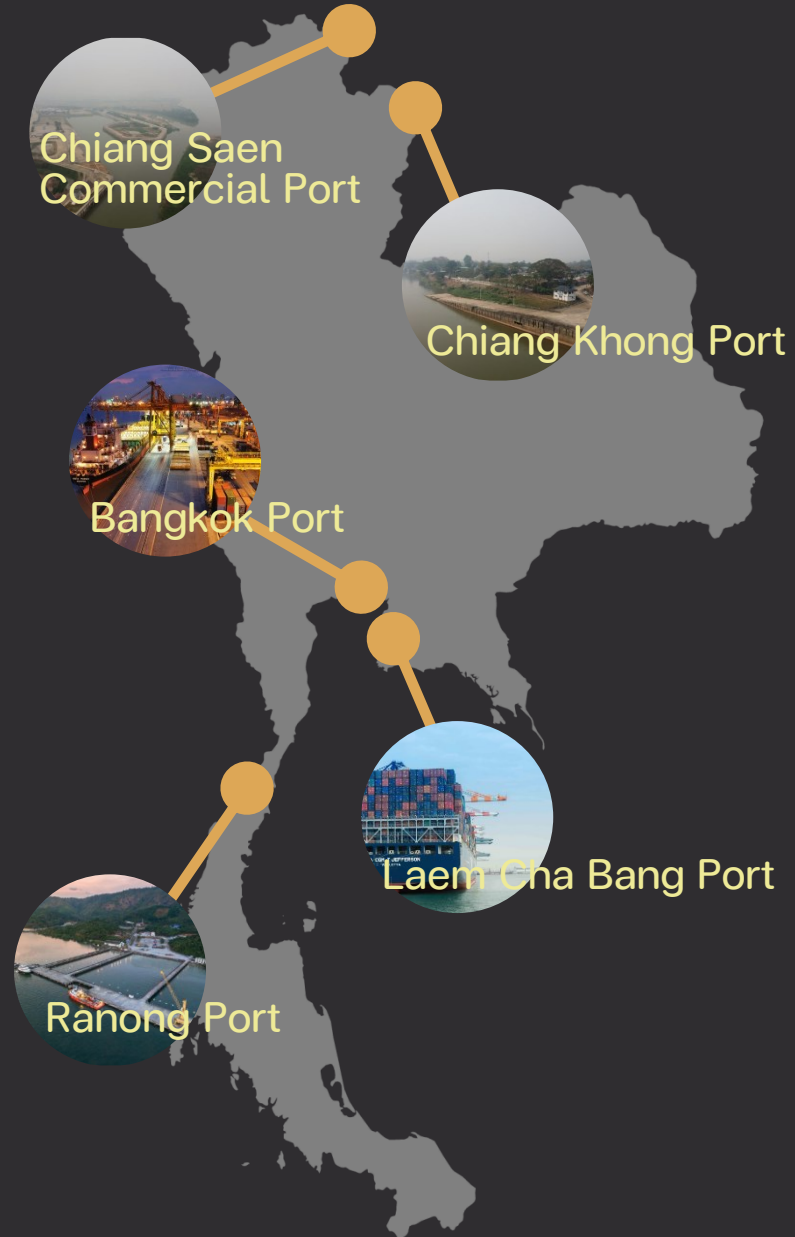 Chiang Saen
Commercial Port
Chiang Khong Port
Bangkok Port
Laem Cha Bang Port
Ranong Port